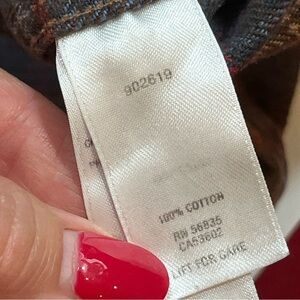 902619
100% COTTON
RN 56835
CA53602
LIFT FOR CARE